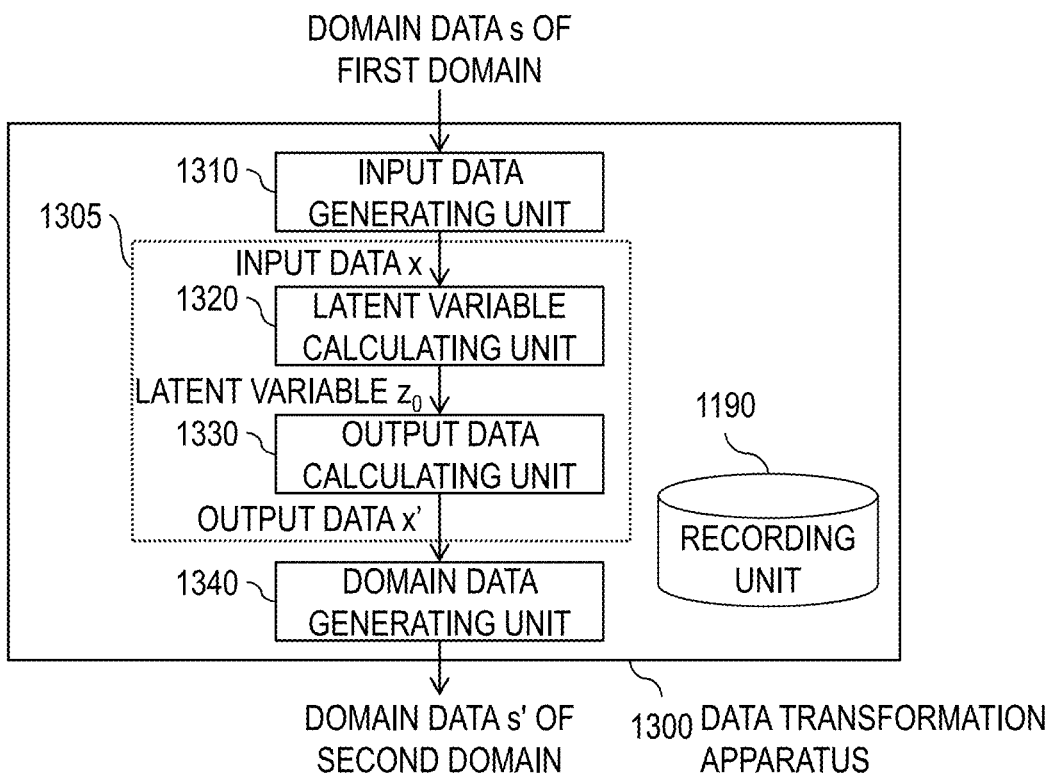 DOMAIN DATA s OF
FIRST DOMAIN
1310
INPUT DATA
GENERATING UNIT
1305
INPUT DATA x
1320
LATENT VARIABLE
CALCULATING UNIT
LATENT VARIABLE z₀
1330
OUTPUT DATA
CALCULATING UNIT
1190
RECORDING
UNIT
OUTPUT DATA x'
1340
DOMAIN DATA
GENERATING UNIT
DOMAIN DATA s' OF
SECOND DOMAIN
1300 DATA TRANSFORMATION
APPARATUS